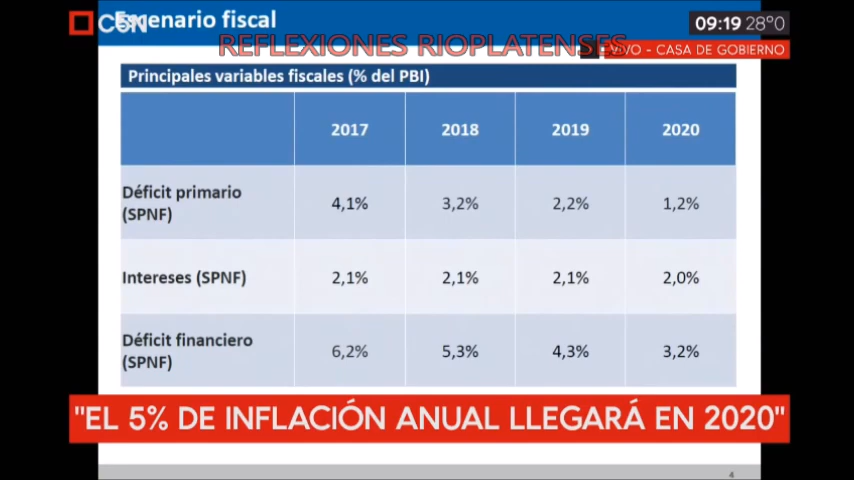 Escenario fiscal
C5N
09:19 28°0
REFLEXIONES RIOPLATENSES
VIVO - CASA DE GOBIERNO
Principales variables fiscales (% del PBI)
2017 2018 2019 2020
Déficit primario
(SPNF) 4,1% 3,2% 2,2% 1,2%
Intereses (SPNF) 2,1% 2,1% 2,1% 2,0%
Déficit financiero
(SPNF) 6,2% 5,3% 4,3% 3,2%
"EL 5% DE INFLACIÓN ANUAL LLEGARÁ EN 2020"
4